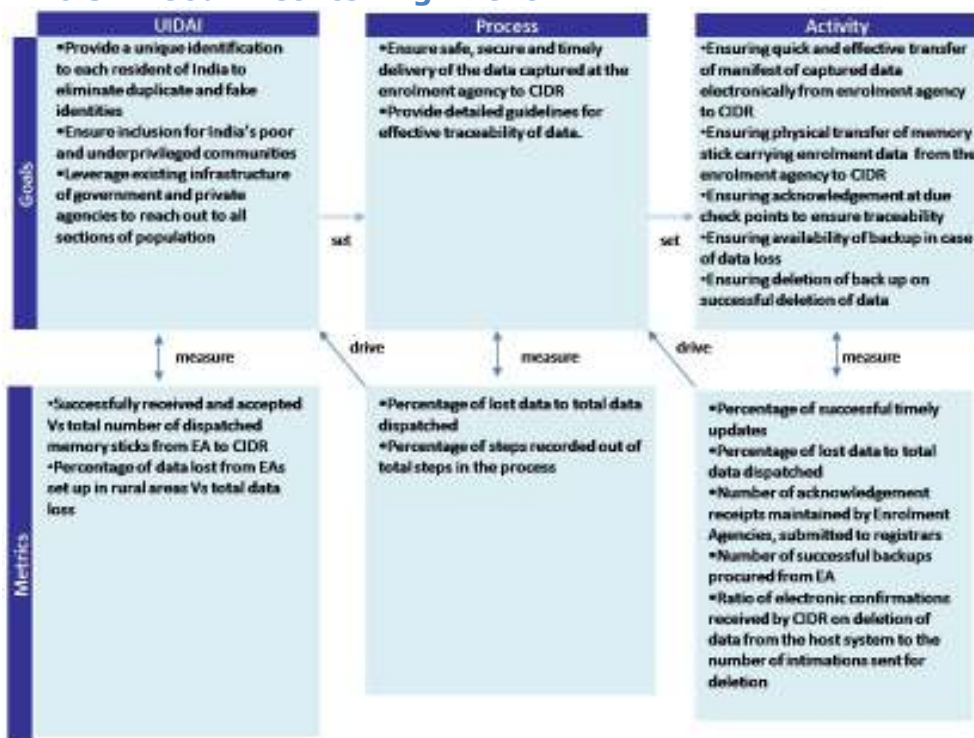 UIDAI
Process
Activity
Goals
•Provide a unique identification
to each resident of India to
eliminate duplicate and fake
identities
•Ensure inclusion for India's poor
and underprivileged communities
•Leverage existing infrastructure
of government and private
agencies to reach out to all
sections of population
set
•Ensure safe, secure and timely
delivery of the data captured at the
enrolment agency to CIDR
•Provide detailed guidelines for
effective traceability of data.
set
•Ensuring quick and effective transfer
of manifest of captured data
electronically from enrolment agency
to CIDR
•Ensuring physical transfer of memory
stick carrying enrolment data from the
enrolment agency to CIDR
•Ensuring acknowledgement at due
check points to ensure traceability
•Ensuring availability of backup in case
of data loss
•Ensuring deletion of back up on
successful deletion of data
measure
drive
measure
drive
measure
Metrics
•Successfully received and accepted
Vs total number of dispatched
memory sticks from EA to CIDR
•Percentage of data lost from EAs
set up in rural areas Vs total data
loss
•Percentage of lost data to total data
dispatched
•Percentage of steps recorded out of
total steps in the process
•Percentage of successful timely
updates
•Percentage of lost data to total
data dispatched
•Number of acknowledgement
receipts maintained by Enrolment
Agencies, submitted to registrars
•Number of successful backups
procured from EA
•Ratio of electronic confirmations
received by CIDR on deletion of
data from the host system to the
number of intimations sent for
deletion